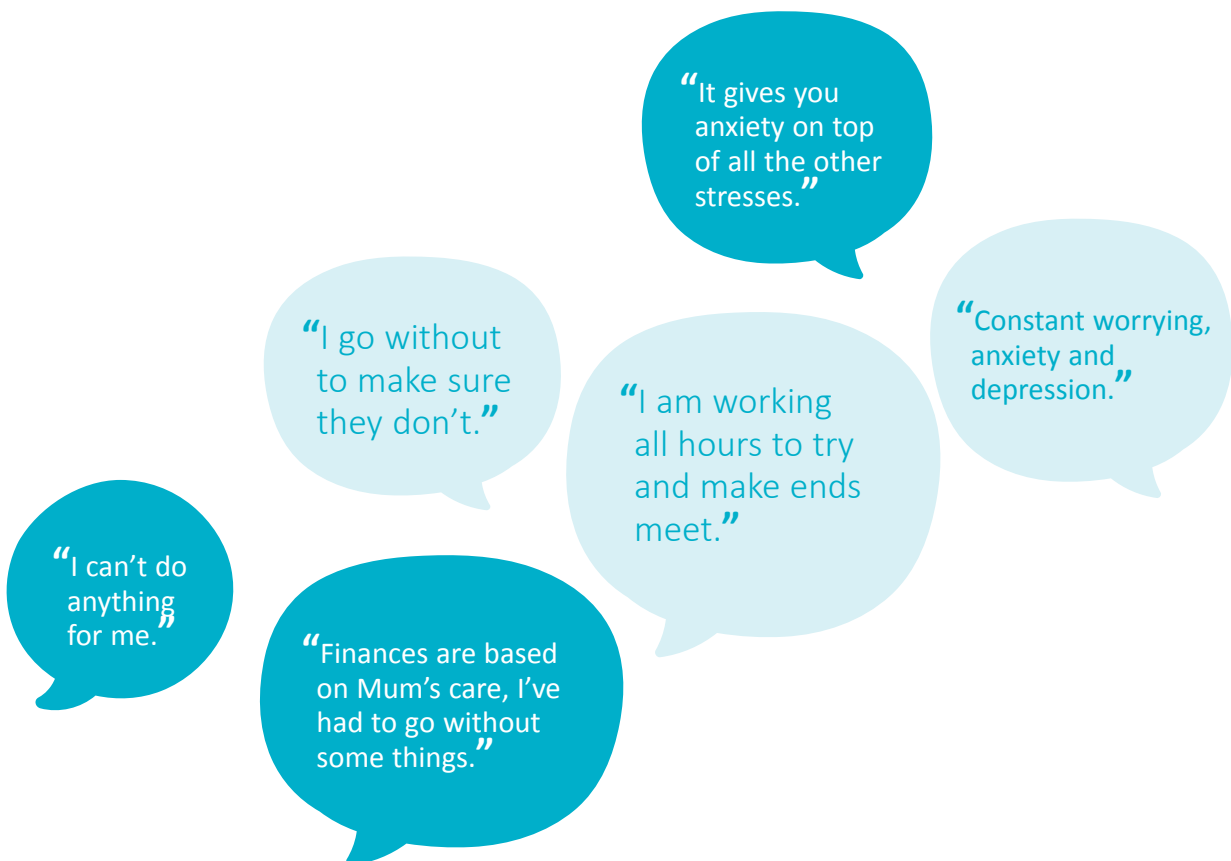 “It gives you
anxiety on top
of all the other
stresses.”
“Constant worrying,
anxiety and
depression.”
“I go without
to make sure
they don’t.”
“I am working
all hours to try
and make ends
meet.”
“I can’t do
anything
for me.”
“Finances are based
on Mum’s care, I’ve
had to go without
some things.”